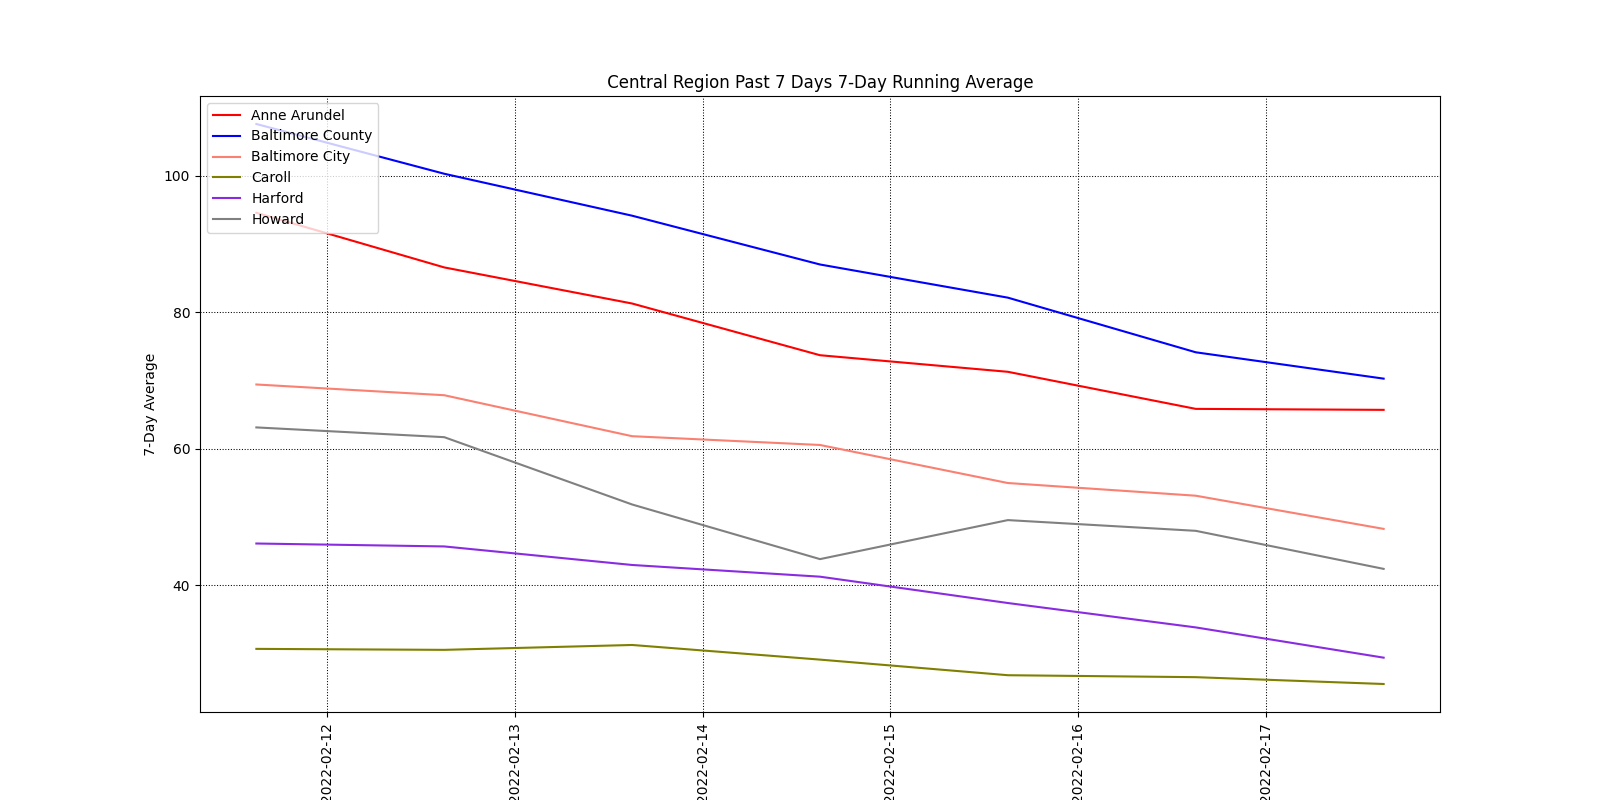 Central Region Past 7 Days 7-Day Running Average
Anne Arundel
Baltimore County
Baltimore City
Caroll
Harford
Howard
100
80
60
40
7-Day Average
2022-02-12
2022-02-13
2022-02-14
2022-02-15
2022-02-16
2022-02-17